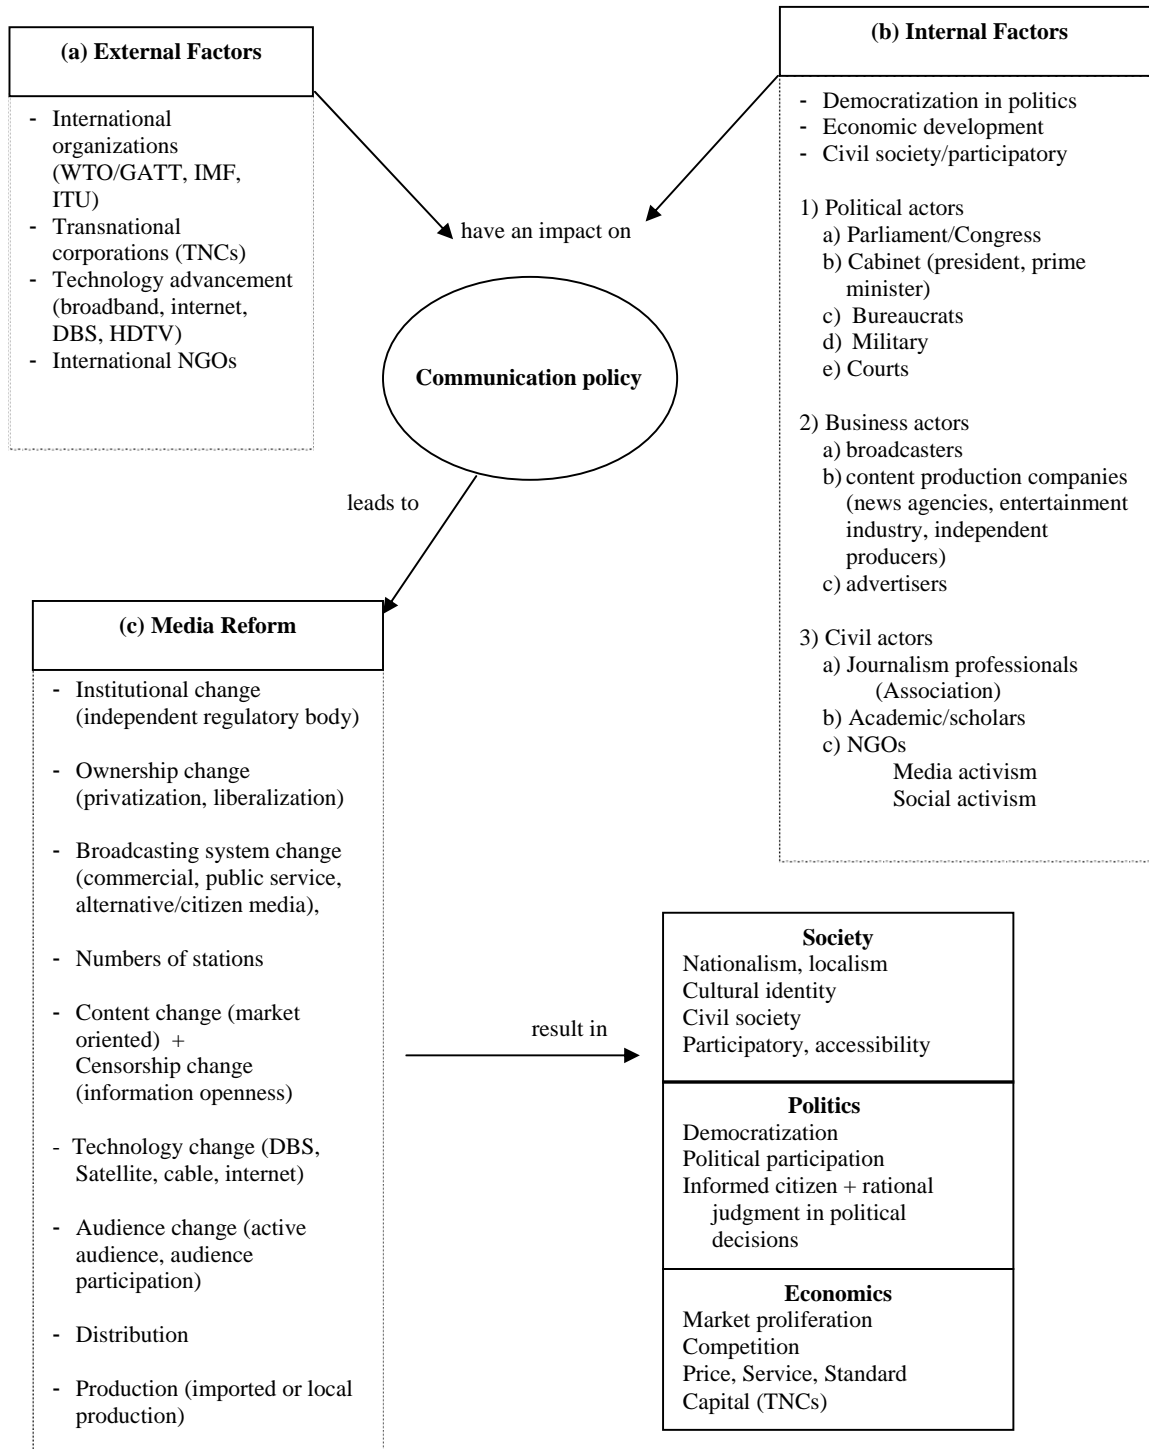 (a) External Factors
- International
organizations
(WTO/GATT, IMF,
ITU)
- Transnational
corporations (TNCs)
- Technology advancement
(broadband, internet,
DBS, HDTV)
- International NGOs
(b) Internal Factors
- Democratization in politics
- Economic development
- Civil society/participatory
1) Political actors
a) Parliament/Congress
b) Cabinet (president, prime
minister)
c) Bureaucrats
d) Military
e) Courts
2) Business actors
a) broadcasters
b) content production companies
(news agencies, entertainment
industry, independent
producers)
c) advertisers
3) Civil actors
a) Journalism professionals
(Association)
b) Academic/scholars
c) NGOs
Media activism
Social activism
have an impact on
Communication policy
leads to
(c) Media Reform
- Institutional change
(independent regulatory body)
- Ownership change
(privatization, liberalization)
- Broadcasting system change
(commercial, public service,
alternative/citizen media),
- Numbers of stations
- Content change (market
oriented) +
Censorship change
(information openness)
- Technology change (DBS,
Satellite, cable, internet)
- Audience change (active
audience, audience
participation)
- Distribution
- Production (imported or local
production)
result in
Society
Nationalism, localism
Cultural identity
Civil society
Participatory, accessibility
Politics
Democratization
Political participation
Informed citizen + rational
judgment in political
decisions
Economics
Market proliferation
Competition
Price, Service, Standard
Capital (TNCs)